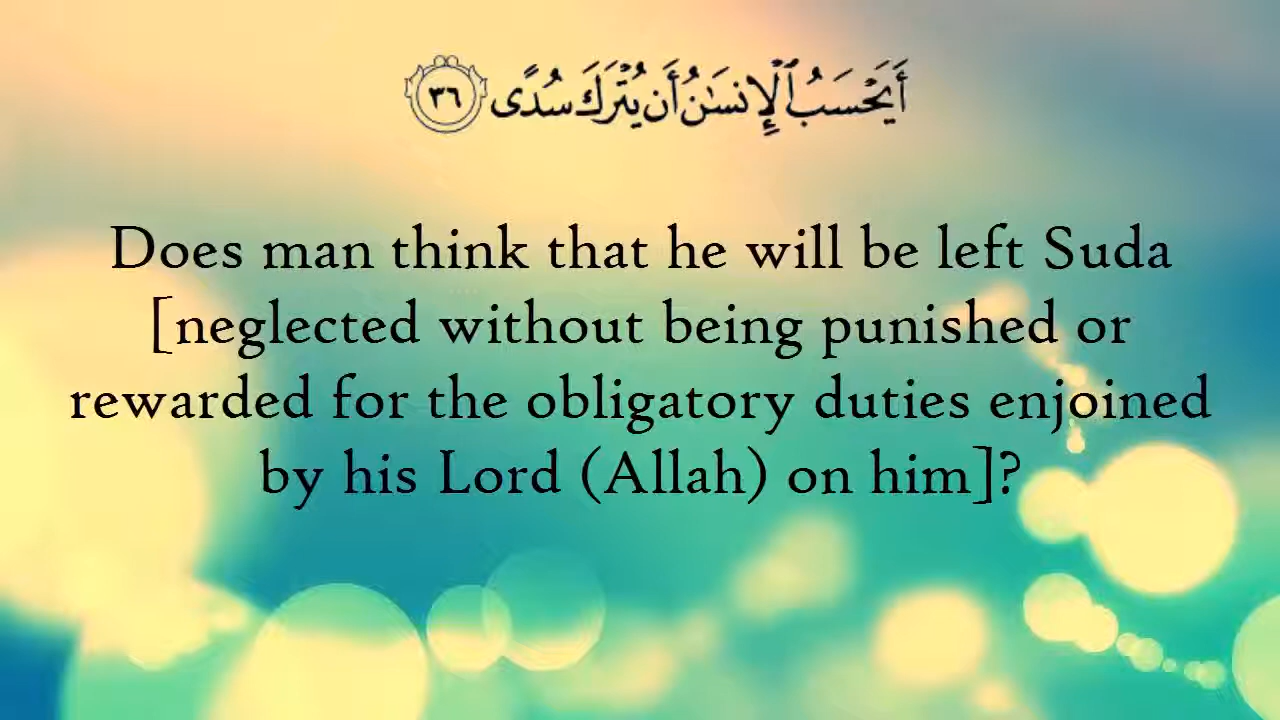 أَيَحْسَبُ ٱلْإِنسَـٰنُ أَن يُتْرَكَ سُدًى ٣٦
Does man think that he will be left Suda
[neglected without being punished or
rewarded for the obligatory duties enjoined
by his Lord (Allah) on him]?